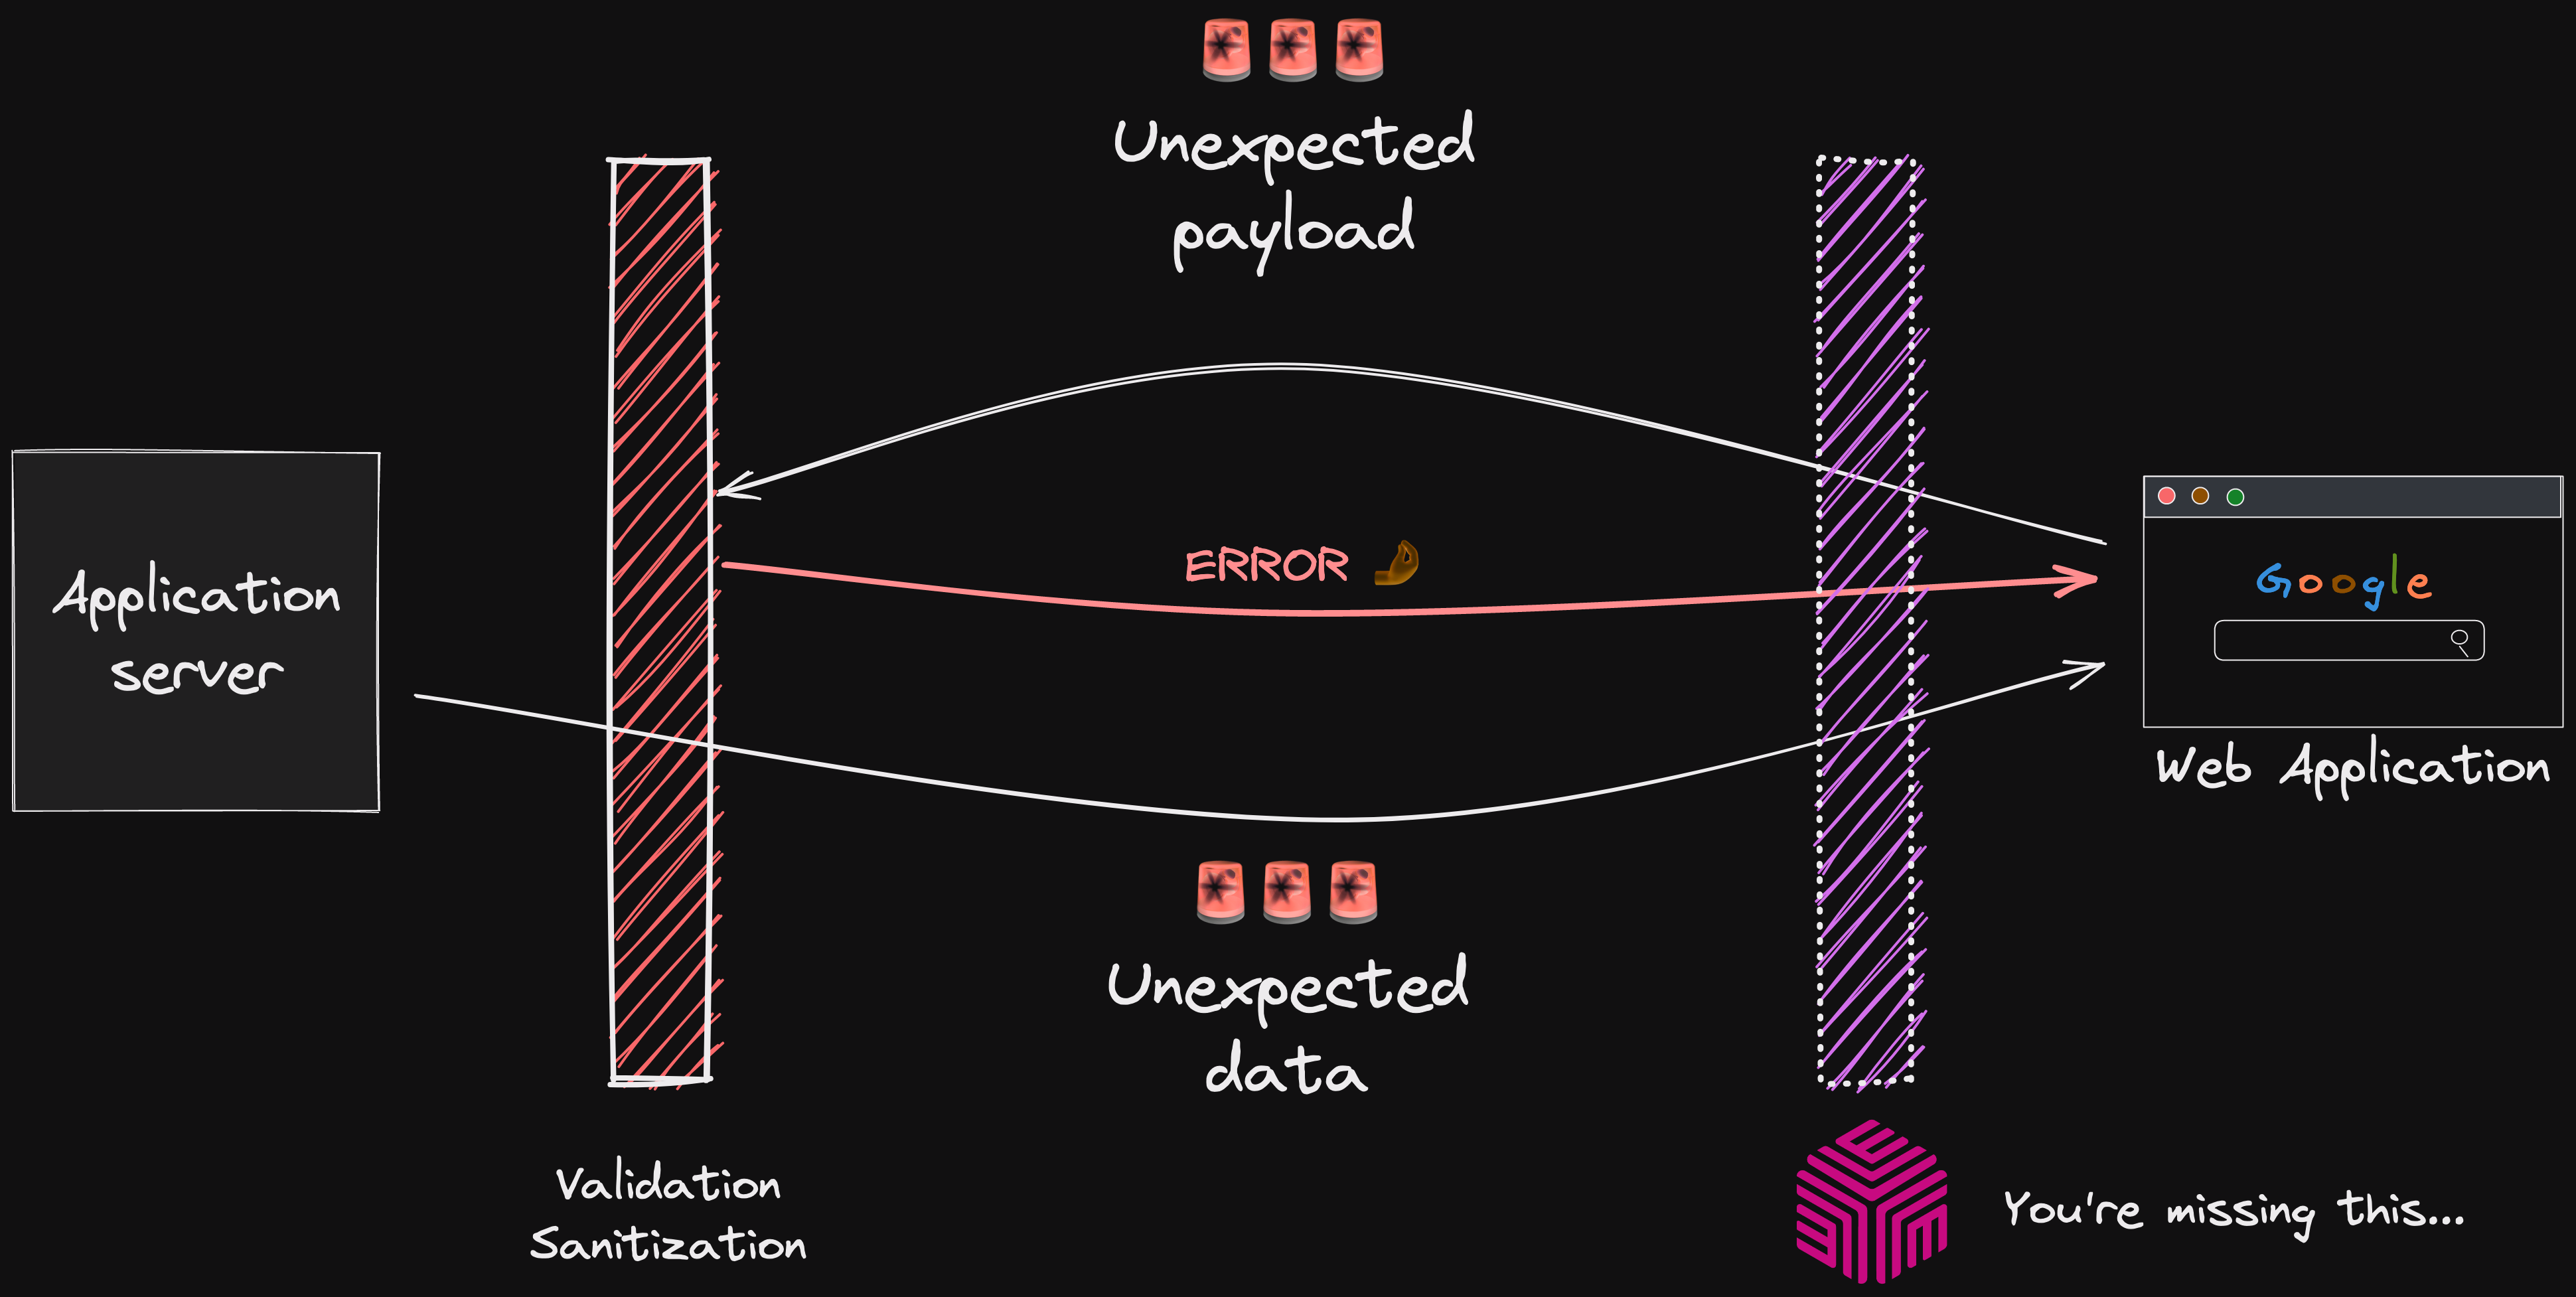 Unexpected
payload
ERROR
Application
server
Google
Web Application
Unexpected
data
Validation
Sanitization
You're missing this...